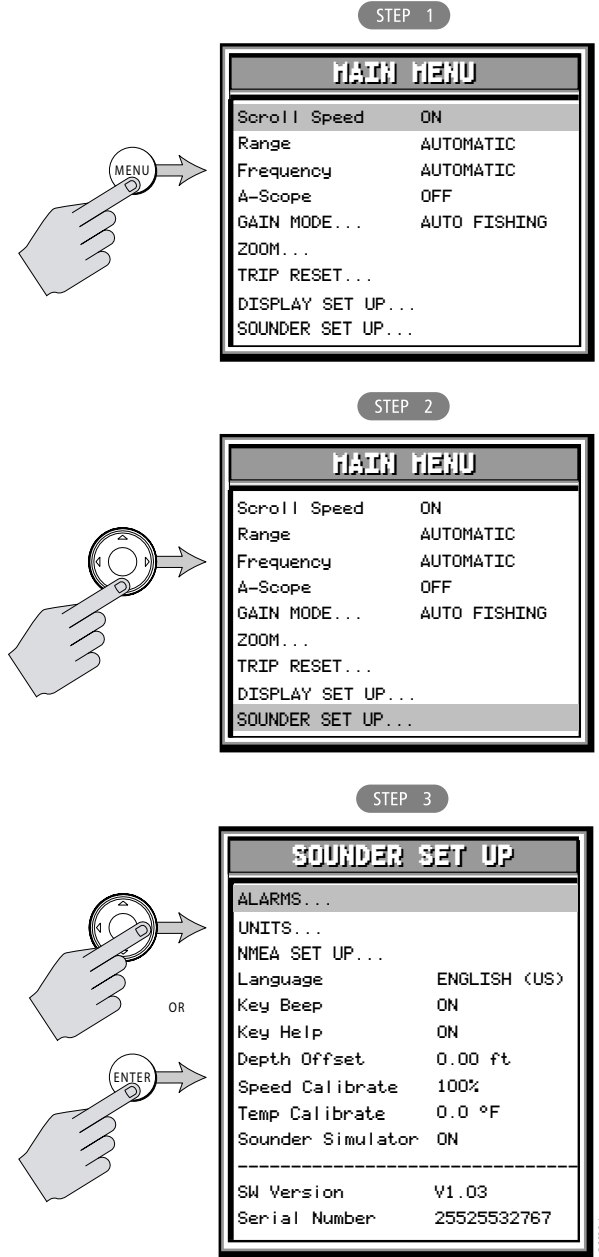 STEP 1
MAIN MENU
MENU
Scroll Speed ON
Range AUTOMATIC
Frequency AUTOMATIC
A-Scope OFF
GAIN MODE... AUTO FISHING
ZOOM...
TRIP RESET...
DISPLAY SET UP...
SOUNDER SET UP...
STEP 2
MAIN MENU
Scroll Speed ON
Range AUTOMATIC
Frequency AUTOMATIC
A-Scope OFF
GAIN MODE... AUTO FISHING
ZOOM...
TRIP RESET...
DISPLAY SET UP...
SOUNDER SET UP...
STEP 3
SOUNDER SET UP
ALARMS...
UNITS...
NMEA SET UP...
Language ENGLISH (US)
OR
Key Beep ON
Key Help ON
Depth Offset 0.00 ft
ENTER
Speed Calibrate 100%
Temp Calibrate 0.0 °F
Sounder Simulator ON
SW Version V1.03
Serial Number 25525532767